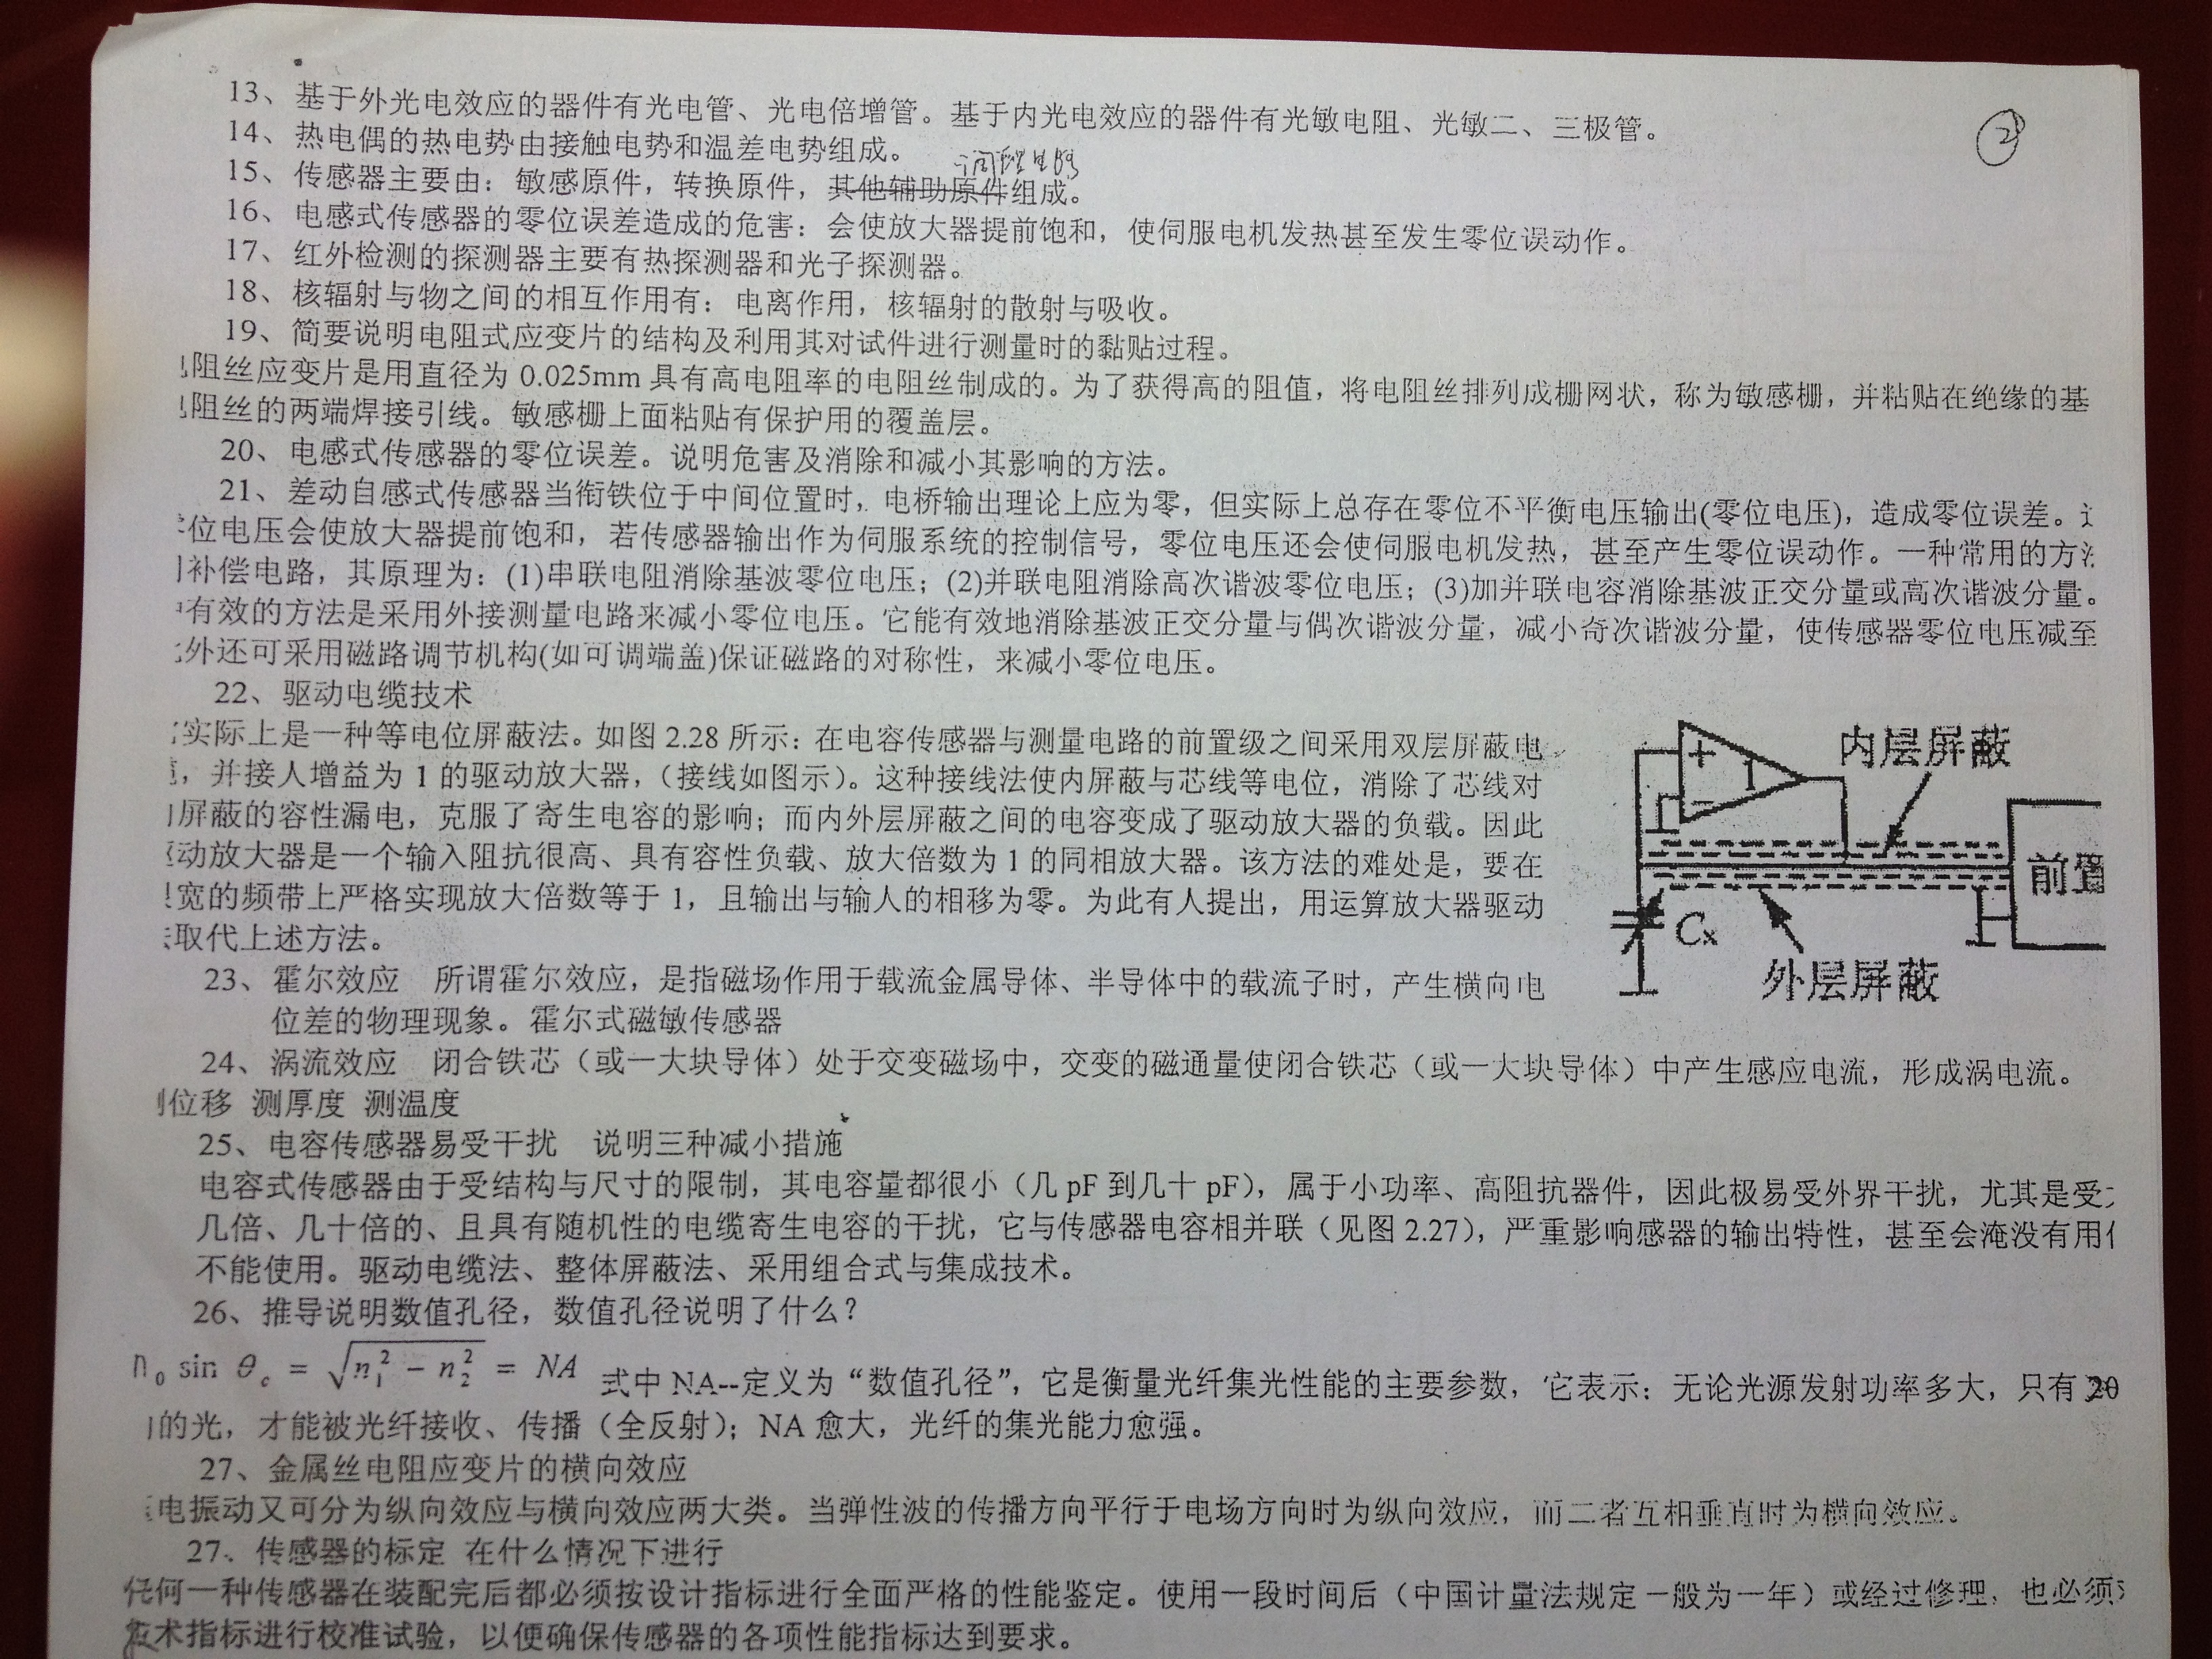 ②
13、基于外光电效应的器件有光电管、光电倍增管。基于内光电效应的器件有光敏电阻、光敏二、三极管。
14、热电偶的热电势由接触电势和温差电势组成。
调理电路
15、传感器主要由：敏感原件，转换原件，其他辅助原件组成。
16、电感式传感器的零位误差造成的危害：会使放大器提前饱和，使伺服电机发热甚至发生零位误动作。
17、红外检测的探测器主要有热探测器和光子探测器。
18、核辐射与物之间的相互作用有：电离作用，核辐射的散射与吸收。
19、简要说明电阻式应变片的结构及利用其对试件进行测量时的黏贴过程。
阻丝应变片是用直径为 0.025mm 具有高电阻率的电阻丝制成的。为了获得高的阻值，将电阻丝排列成栅网状，称为敏感栅，并粘贴在绝缘的基
阻丝的两端焊接引线。敏感栅上面粘贴有保护用的覆盖层。
20、电感式传感器的零位误差。说明危害及消除和减小其影响的方法。
21、差动自感式传感器当衔铁位于中间位置时，电桥输出理论上应为零，但实际上总存在零位不平衡电压输出(零位电压)，造成零位误差。
位电压会使放大器提前饱和，若传感器输出作为伺服系统的控制信号，零位电压还会使伺服电机发热，甚至产生零位误动作。一种常用的方
补偿电路，其原理为：(1)串联电阻消除基波零位电压；(2)并联电阻消除高次谐波零位电压；(3)加并联电容消除基波正交分量或高次谐波分量。
有效的方法是采用外接测量电路来减小零位电压。它能有效地消除基波正交分量与偶次谐波分量，减小奇次谐波分量，使传感器零位电压减至
外还可采用磁路调节机构(如可调端盖)保证磁路的对称性，来减小零位电压。
22、驱动电缆技术
实际上是一种等电位屏蔽法。如图 2.28 所示：在电容传感器与测量电路的前置级之间采用双层屏蔽电
，并接人增益为 1 的驱动放大器，（接线如图示）。这种接线法使内屏蔽与芯线等电位，消除了芯线对
屏蔽的容性漏电，克服了寄生电容的影响；而内外层屏蔽之间的电容变成了驱动放大器的负载。因此
动放大器是一个输入阻抗很高、具有容性负载、放大倍数为 1 的同相放大器。该方法的难处是，要在
宽的频带上严格实现放大倍数等于 1，且输出与输人的相移为零。为此有人提出，用运算放大器驱动
取代上述方法。
+
1
−
内层屏蔽
前置
Cx
外层屏蔽
23、霍尔效应 所谓霍尔效应，是指磁场作用于载流金属导体、半导体中的载流子时，产生横向电
位差的物理现象。霍尔式磁敏传感器
24、涡流效应 闭合铁芯（或一大块导体）处于交变磁场中，交变的磁通量使闭合铁芯（或一大块导体）中产生感应电流，形成涡电流。
位移 测厚度 测温度
25、电容传感器易受干扰 说明三种减小措施
电容式传感器由于受结构与尺寸的限制，其电容量都很小（几 pF 到几十 pF），属于小功率、高阻抗器件，因此极易受外界干扰，尤其是受
几倍、几十倍的、且具有随机性的电缆寄生电容的干扰，它与传感器电容相并联（见图 2.27），严重影响感器的输出特性，甚至会淹没有用
不能使用。驱动电缆法、整体屏蔽法、采用组合式与集成技术。
26、推导说明数值孔径，数值孔径说明了什么？
n₀ sin θc = √(n₁² − n₂²) = NA 式中 NA--定义为“数值孔径”，它是衡量光纤集光性能的主要参数，它表示：无论光源发射功率多大，只有
的光，才能被光纤接收、传播（全反射）；NA 愈大，光纤的集光能力愈强。
27、金属丝电阻应变片的横向效应
电振动又可分为纵向效应与横向效应两大类。当弹性波的传播方向平行于电场方向时为纵向效应，而二者互相垂直时为横向效应。
27、传感器的标定 在什么情况下进行
任何一种传感器在装配完后都必须按设计指标进行全面严格的性能鉴定。使用一段时间后（中国计量法规定一般为一年）或经过修理，也必须
技术指标进行校准试验，以便确保传感器的各项性能指标达到要求。